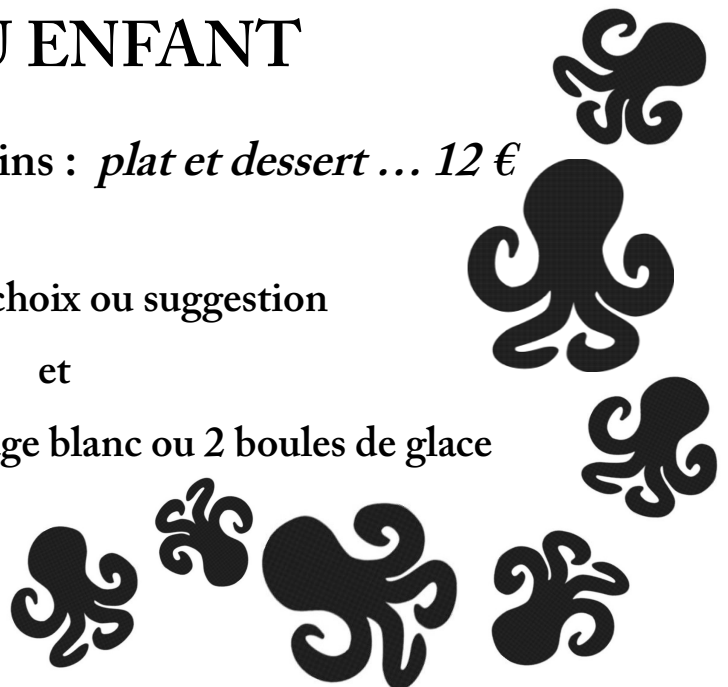 U ENFANT
ins : plat et dessert … 12 €
choix ou suggestion
et
ge blanc ou 2 boules de glace